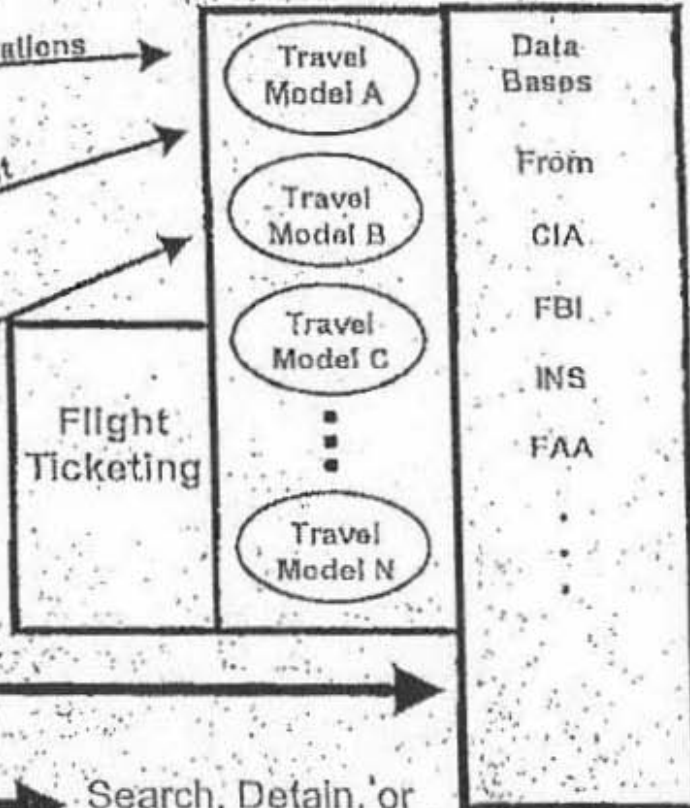 Travel
Model A
Travel
Model B
Travel
Model C
Travel
Model N
Flight
Ticketing
Data
Bases
From
CIA
FBI
INS
FAA
Search, Detain, or